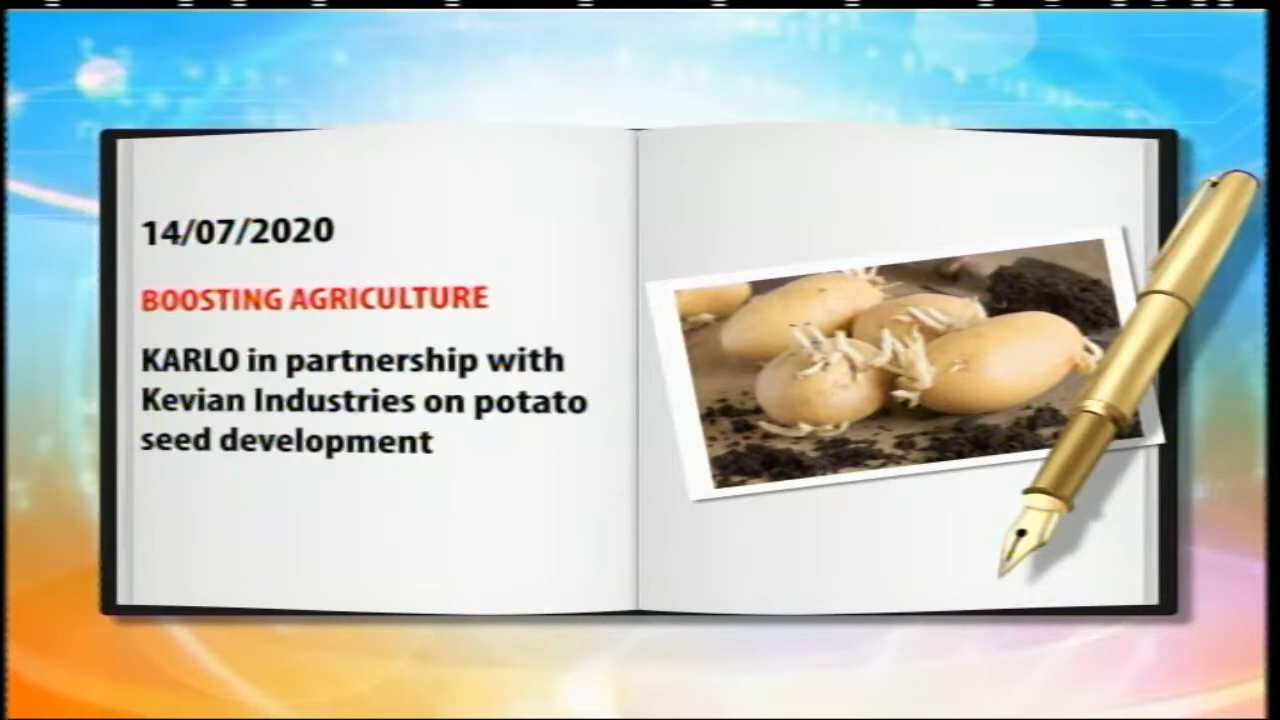 14/07/2020
BOOSTING AGRICULTURE
KARLO in partnership with
Kevian Industries on potato
seed development